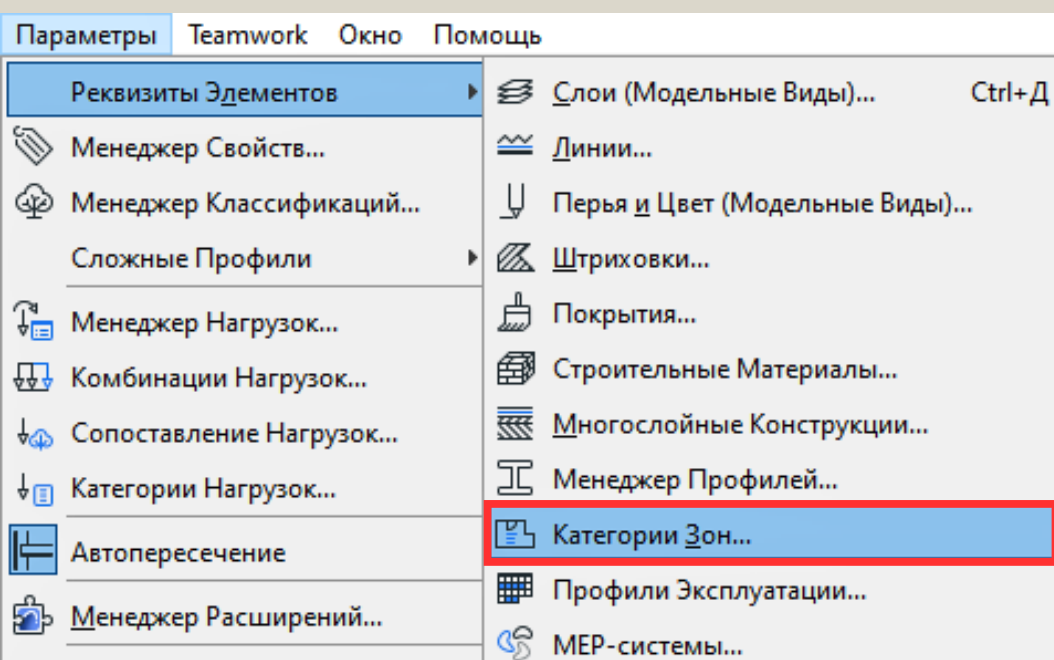 Параметры Teamwork Окно Помощь
Реквизиты Элементов
Менеджер Свойств...
Менеджер Классификаций...
Сложные Профили
Менеджер Нагрузок...
Комбинации Нагрузок...
Сопоставление Нагрузок...
Категории Нагрузок...
Автопересечение
Менеджер Расширений...
Слои (Модельные Виды)... Ctrl+Д
Линии...
Перья и Цвет (Модельные Виды)...
Штриховки...
Покрытия...
Строительные Материалы...
Многослойные Конструкции...
Менеджер Профилей...
Категории Зон...
Профили Эксплуатации...
МЕР-системы...